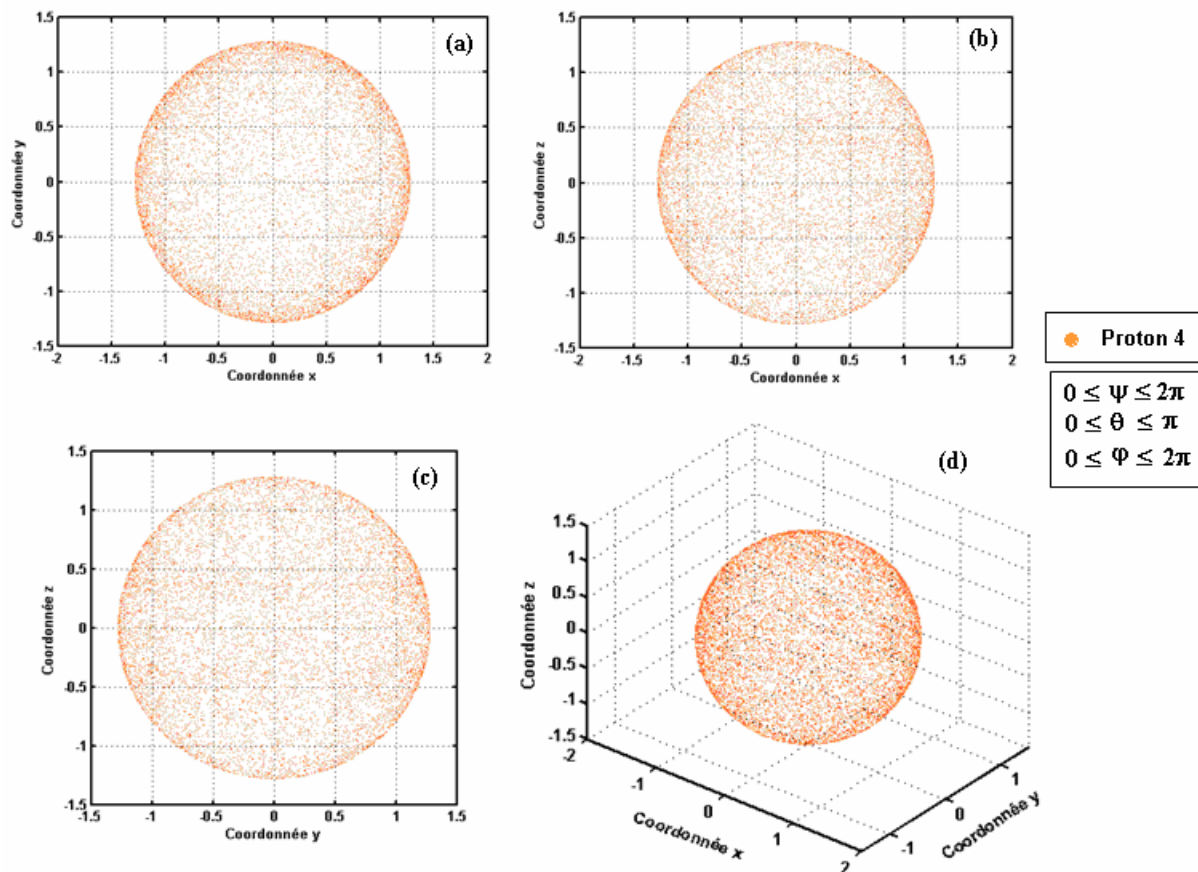 (a)
1.5
1
0.5
0
-0.5
-1
-1.5
-2 -1.5 -1 -0.5 0 0.5 1 1.5 2
Coordonnée y
Coordonnée x
(b)
1.5
1
0.5
0
-0.5
-1
-1.5
-2 -1.5 -1 -0.5 0 0.5 1 1.5 2
Coordonnée z
Coordonnée x
Proton 4
0 ≤ ψ ≤ 2π
0 ≤ θ ≤ π
0 ≤ φ ≤ 2π
(c)
1.5
1
0.5
0
-0.5
-1
-1.5
-1.5 -1 -0.5 0 0.5 1 1.5
Coordonnée z
Coordonnée y
(d)
1.5
1
0.5
0
-0.5
-1
-1.5
-2 -1 0 1 2
-1 0 1
Coordonnée z
Coordonnée x
Coordonnée y